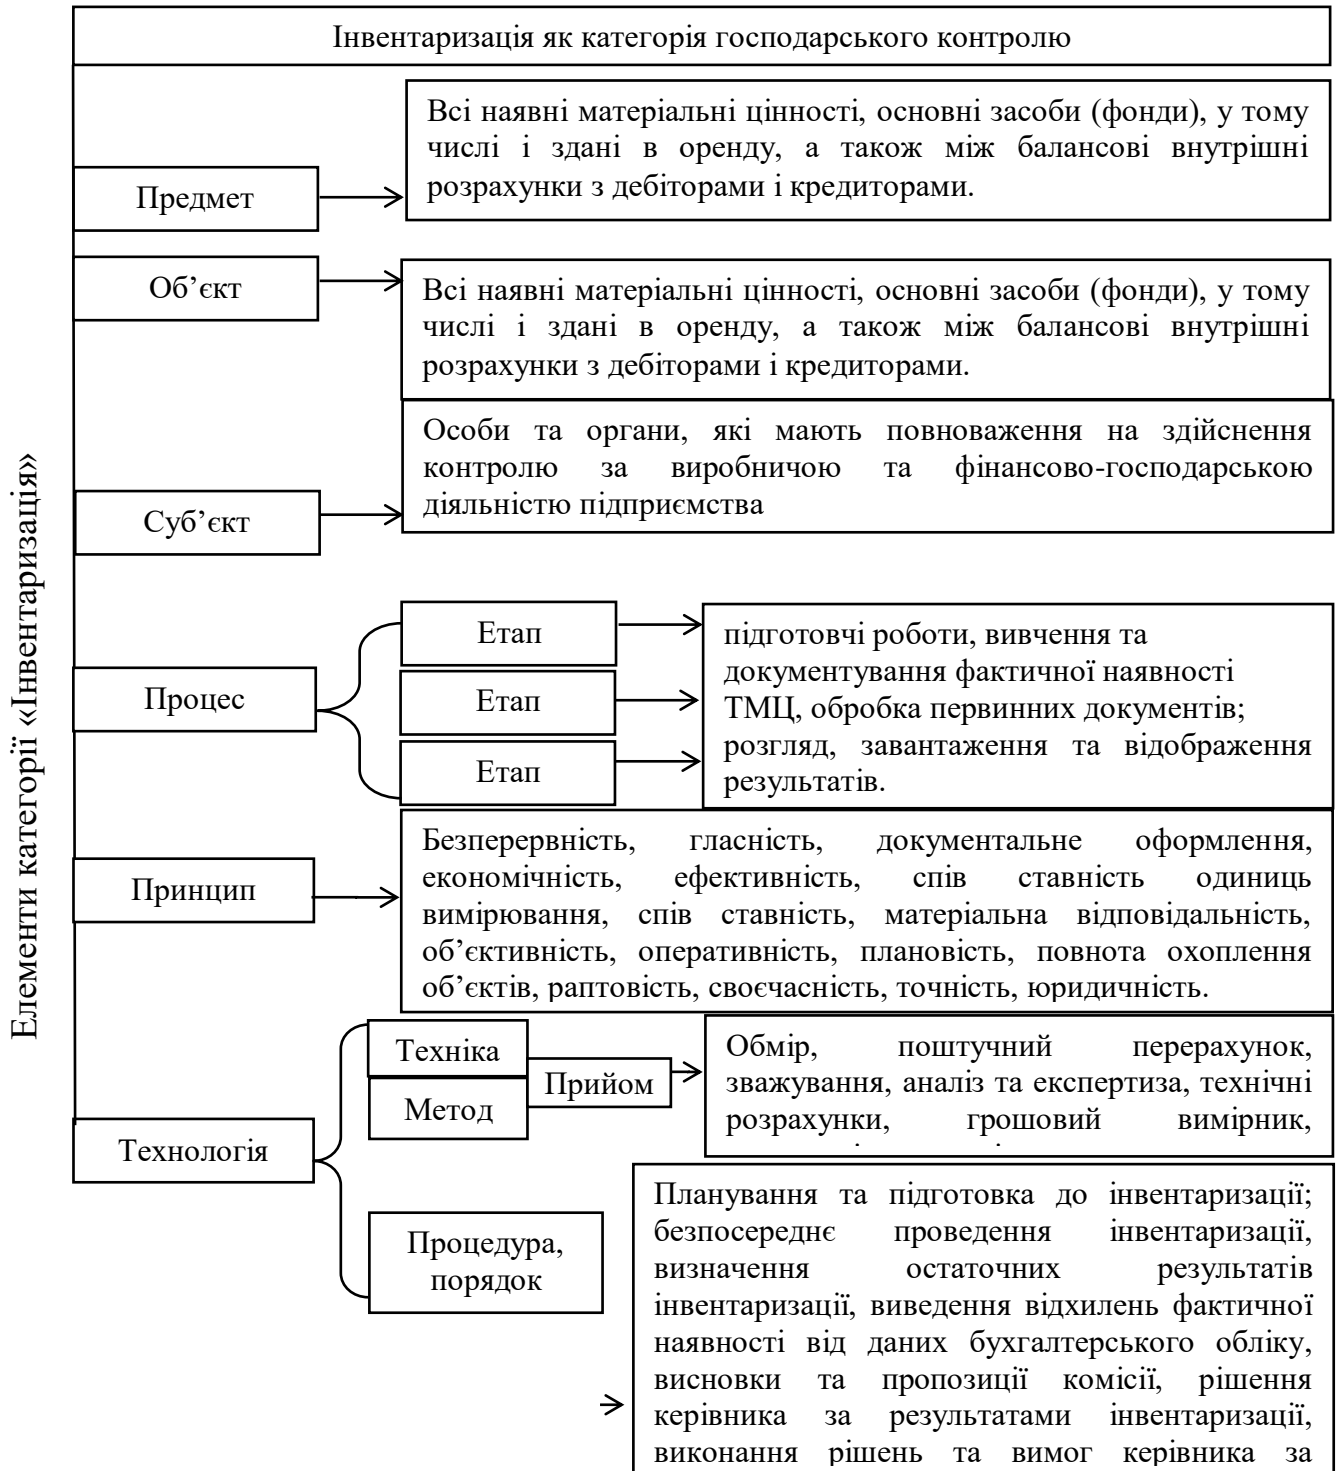 Інвентаризація як категорія господарського контролю
Елементи категорії «Інвентаризація»
Предмет
Всі наявні матеріальні цінності, основні засоби (фонди), у тому
числі і здані в оренду, а також між балансові внутрішні
розрахунки з дебіторами і кредиторами.
Об’єкт
Всі наявні матеріальні цінності, основні засоби (фонди), у тому
числі і здані в оренду, а також між балансові внутрішні
розрахунки з дебіторами і кредиторами.
Суб’єкт
Особи та органи, які мають повноваження на здійснення
контролю за виробничою та фінансово-господарською
діяльністю підприємства
Процес
Етап
Етап
Етап
підготовчі роботи, вивчення та
документування фактичної наявності
ТМЦ, обробка первинних документів;
розгляд, завантаження та відображення
результатів.
Принцип
Безперервність, гласність, документальне оформлення,
економічність, ефективність, спів ставність одиниць
вимірювання, спів ставність, матеріальна відповідальність,
об’єктивність, оперативність, плановість, повнота охоплення
об’єктів, раптовість, своєчасність, точність, юридичність.
Технологія
Техніка
Метод
Прийом
Обмір, поштучний перерахунок,
зважування, аналіз та експертиза, технічні
розрахунки, грошовий вимірник,
Процедура,
порядок
Планування та підготовка до інвентаризації;
безпосереднє проведення інвентаризації,
визначення остаточних результатів
інвентаризації, виведення відхилень фактичної
наявності від даних бухгалтерського обліку,
висновки та пропозиції комісії, рішення
керівника за результатами інвентаризації,
виконання рішень та вимог керівника за